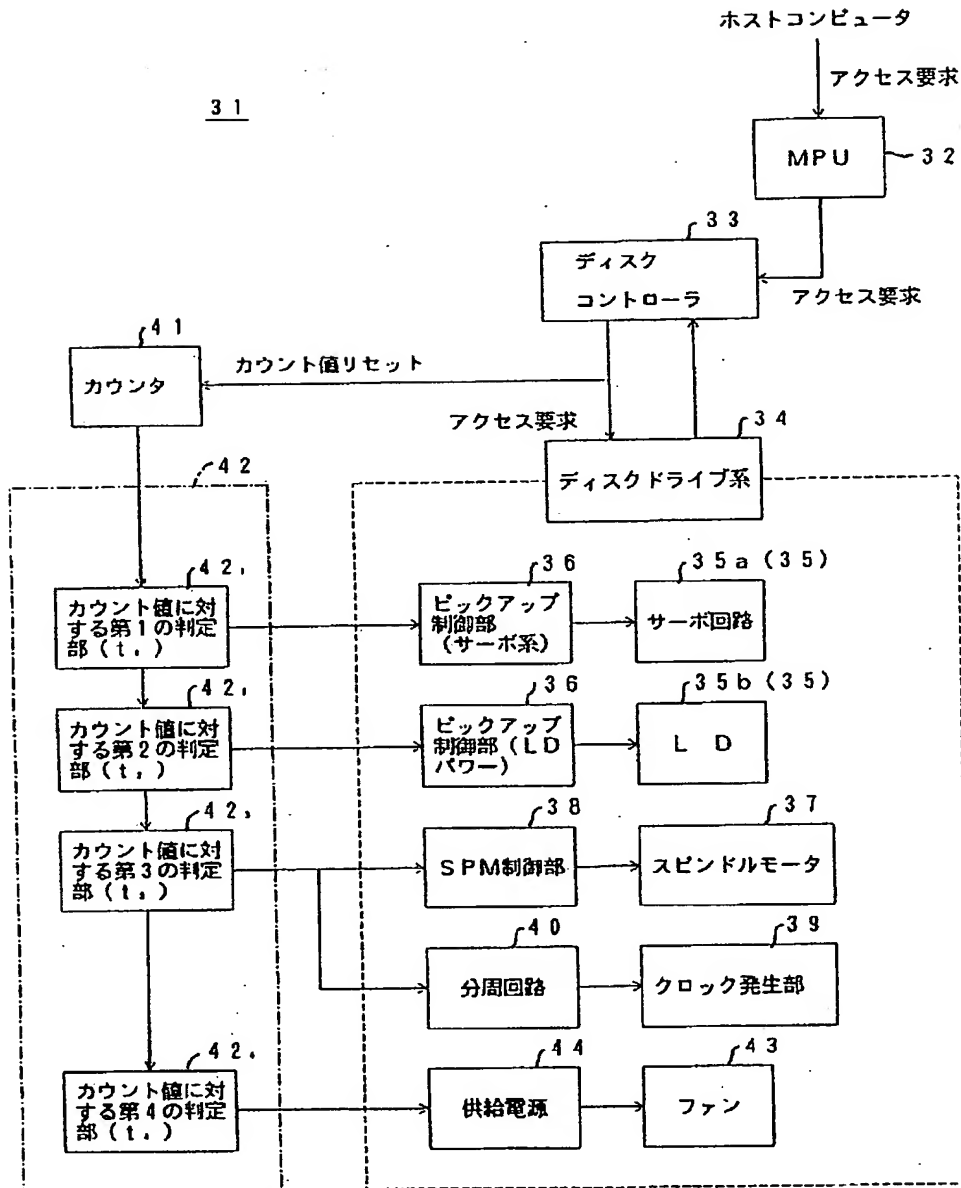 ホストコンピュータ
アクセス要求
31
MPU
32
33
ディスク
コントローラ
アクセス要求
41
カウンタ
カウント値リセット
アクセス要求
34
ディスクドライブ系
42
42
カウント値に対
する第1の判定
部(t
36
ピックアップ
制御部
(サーボ系)
35a(35)
サーボ回路
42
カウント値に対
する第2の判定
部(t
36
ピックアップ
制御部(LD
パワー)
35b(35)
LD
42
カウント値に対
する第3の判定
部(t
38
SPM制御部
37
スピンドルモータ
40
分周回路
39
クロック発生部
42
カウント値に対
する第4の判定
部(t
44
供給電源
43
ファン